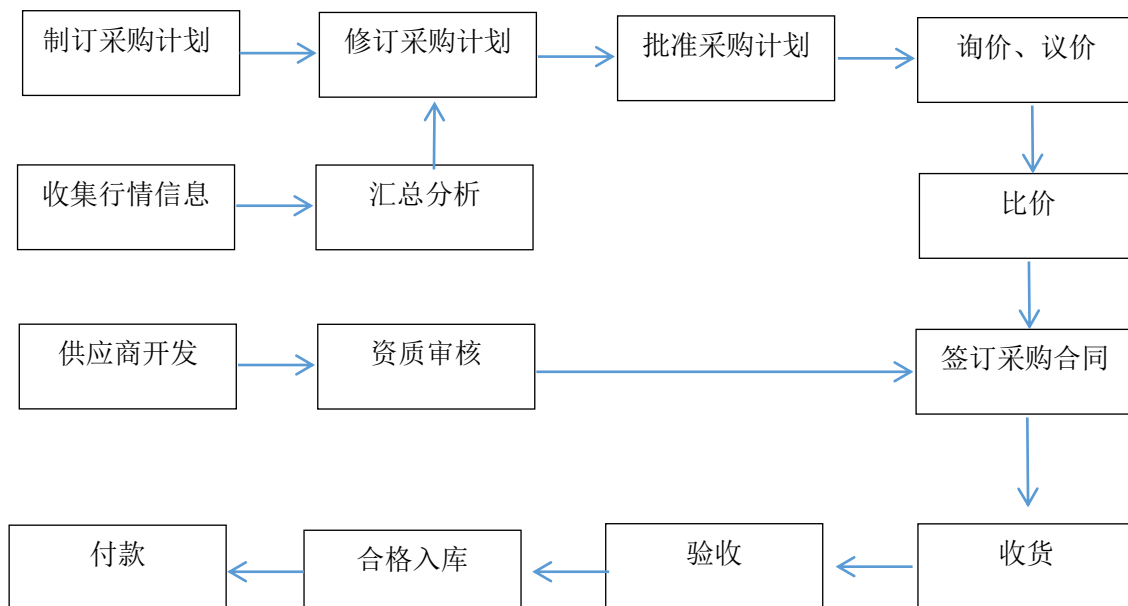 制订采购计划
修订采购计划
批准采购计划
询价、议价
收集行情信息
汇总分析
比价
供应商开发
资质审核
签订采购合同
付款
合格入库
验收
收货